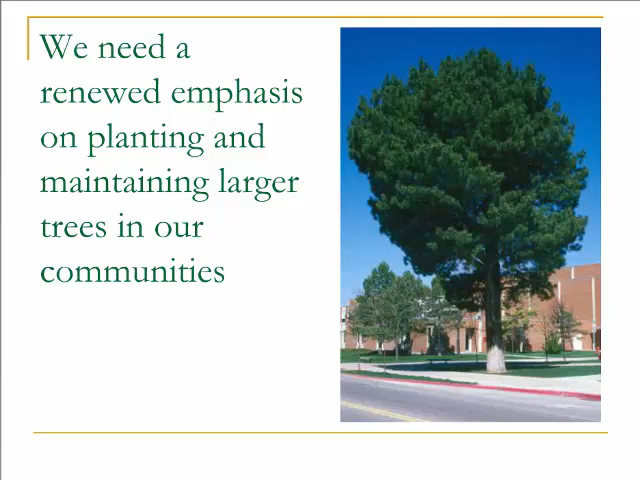 We need a
renewed emphasis
on planting and
maintaining larger
trees in our
communities